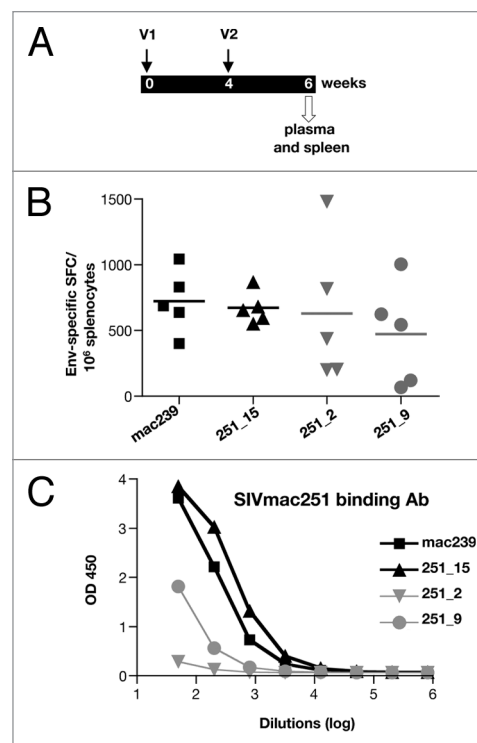 A
V1 V2
0 4 6 weeks
plasma
and spleen
B
Env-specific SFC/
10⁶ splenocytes
1500
1000
500
0
mac239 251_15 251_2 251_9
C
SIVmac251 binding Ab
OD 450
4
3
2
1
0
mac239
251_15
251_2
251_9
1 2 3 4 5 6
Dilutions (log)